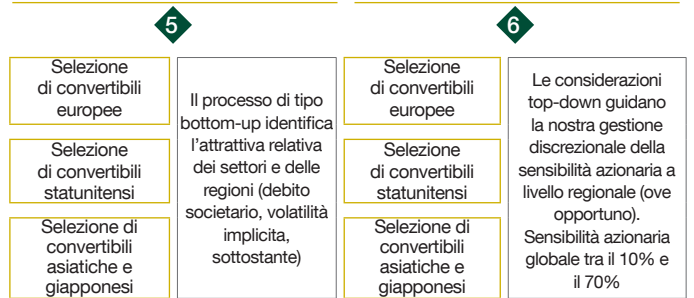 5
Selezione
di convertibili
europee
Selezione
di convertibili
statunitensi
Selezione di
convertibili
asiatiche e
giapponesi
Il processo di tipo
bottom-up identifica
l'attrattiva relativa
dei settori e delle
regioni (debito
societario, volatilità
implicita,
sottostante)
6
Selezione
di convertibili
europee
Selezione
di convertibili
statunitensi
Selezione di
convertibili
asiatiche e
giapponesi
Le considerazioni
top-down guidano
la nostra gestione
discrezionale della
sensibilità azionaria a
livello regionale (ove
opportuno).
Sensibilità azionaria
globale tra il 10% e
il 70%